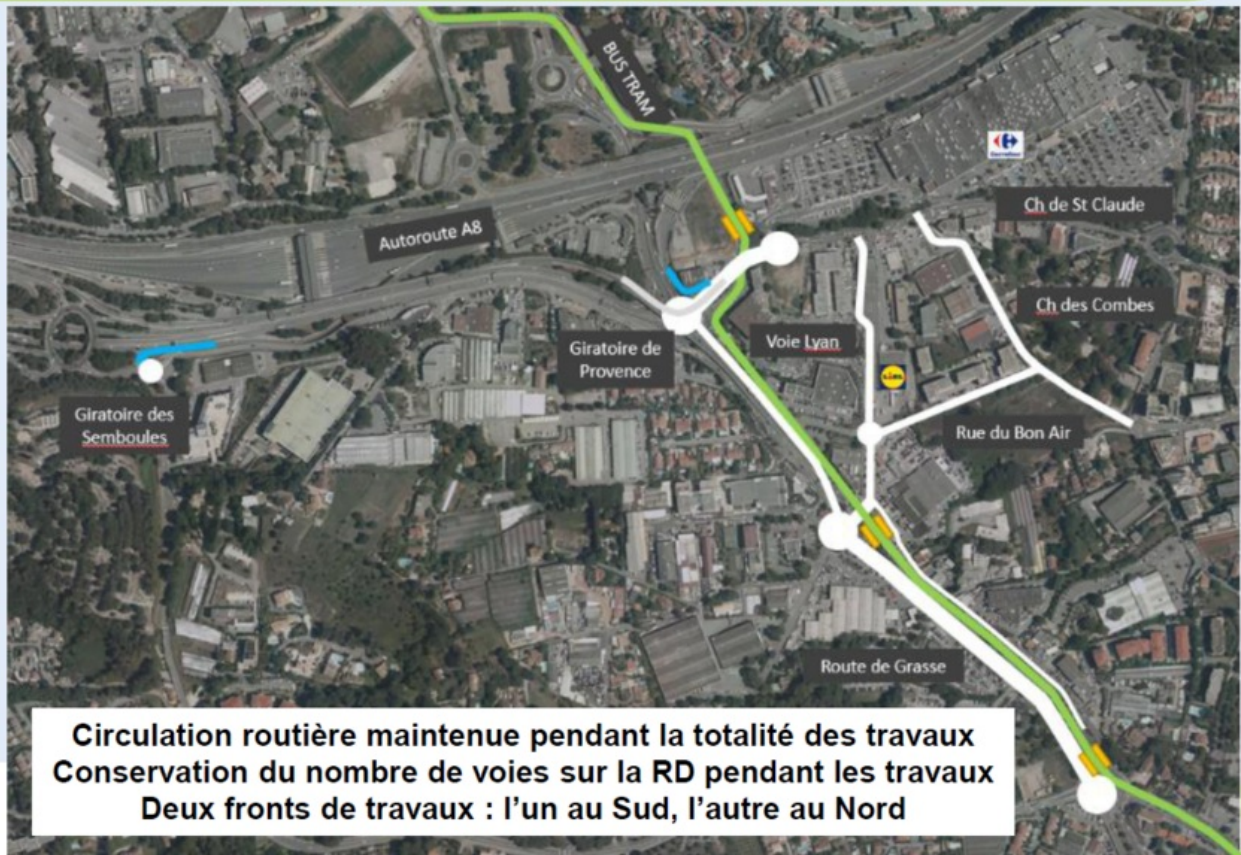 BUS TRAM
Carrefour
Ch de St Claude
Autoroute A8
Ch des Combes
Voie Lyan
Giratoire de
Provence
LIDL
Giratoire des
Semboules
Rue du Bon Air
Route de Grasse
Circulation routière maintenue pendant la totalité des travaux
Conservation du nombre de voies sur la RD pendant les travaux
Deux fronts de travaux : l'un au Sud, l'autre au Nord